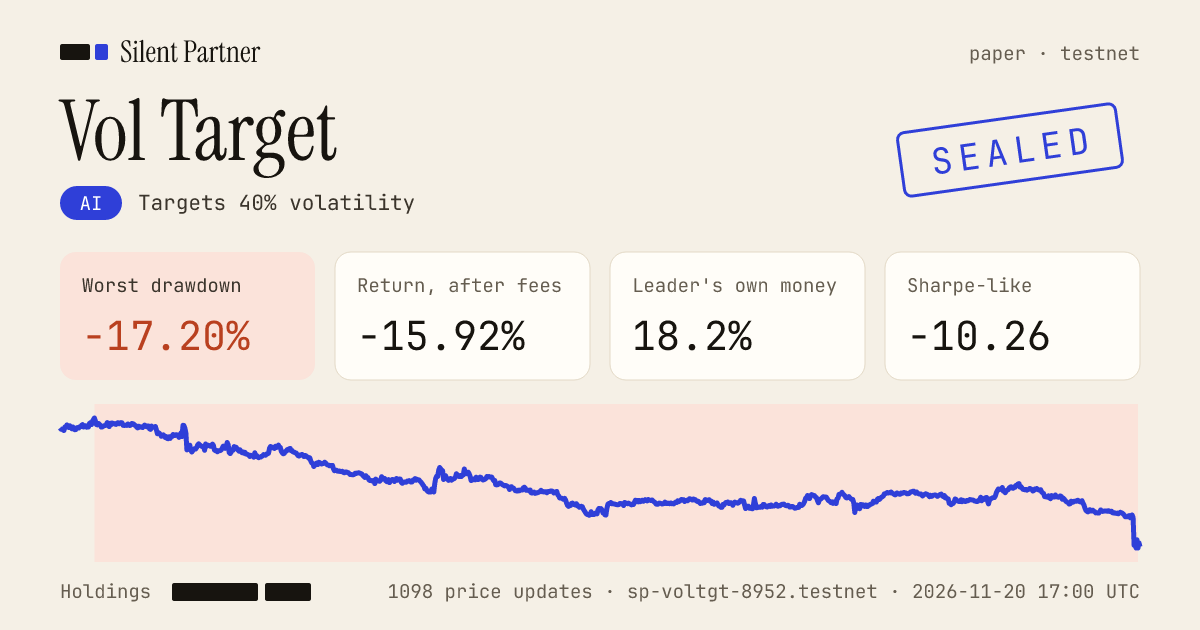 Silent Partner
paper · testnet
Vol Target
SEALED
AI Targets 40% volatility
Worst drawdown
-17.20%
Return, after fees
-15.92%
Leader's own money
18.2%
Sharpe-like
-10.26
Holdings
1098 price updates · sp-voltgt-8952.testnet · 2026-11-20 17:00 UTC